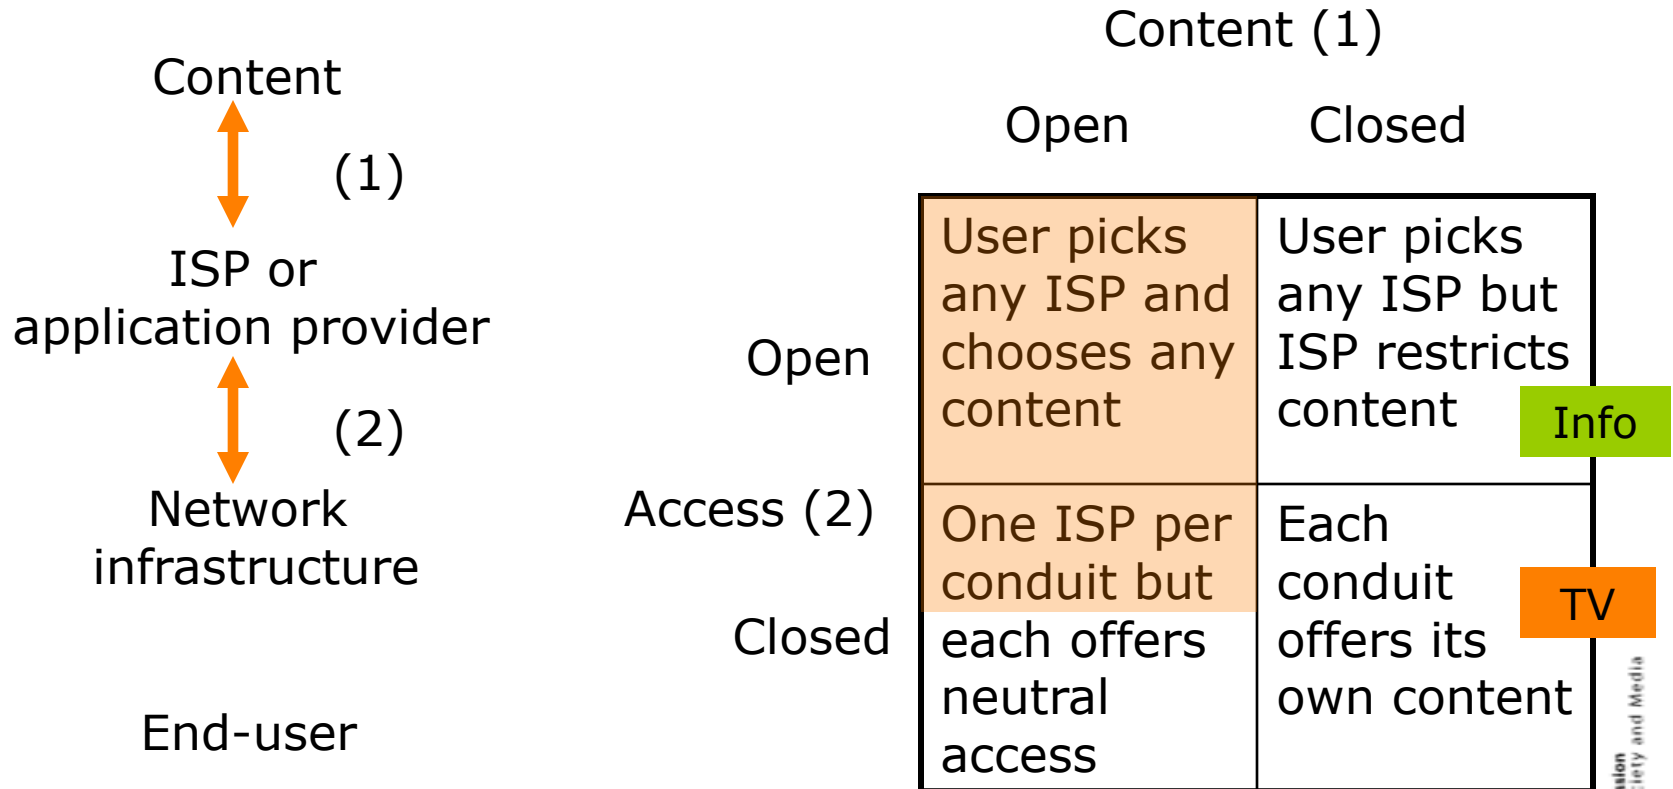 Content
(1)
ISP or
application provider
(2)
Network
infrastructure
End-user
Content (1)
Open
Closed
Access (2)
Open
Closed
User picks
any ISP and
chooses any
content
User picks
any ISP but
ISP restricts
content
Info
One ISP per
conduit but
each offers
neutral
access
Each
conduit
offers its
own content
TV
and Media